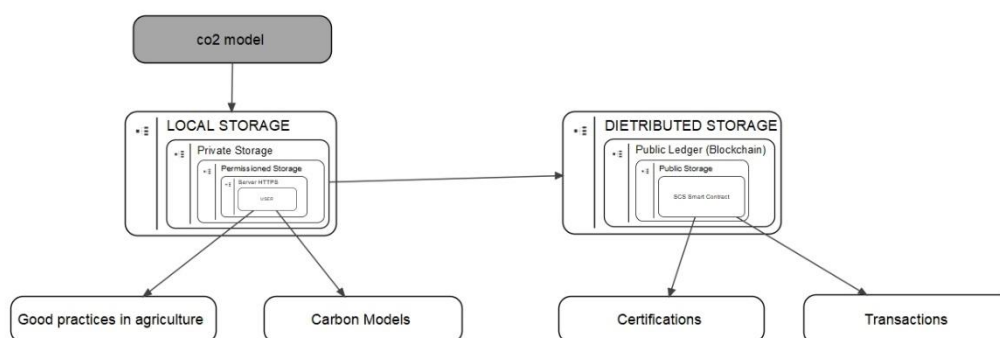 co2 model
LOCAL STORAGE
Private Storage
Permissioned Storage
Server HTTPS
USER
DIETRIBUTED STORAGE
Public Ledger (Blockchain)
Public Storage
SCE Smart Contract
Good practices in agriculture
Carbon Models
Certifications
Transactions